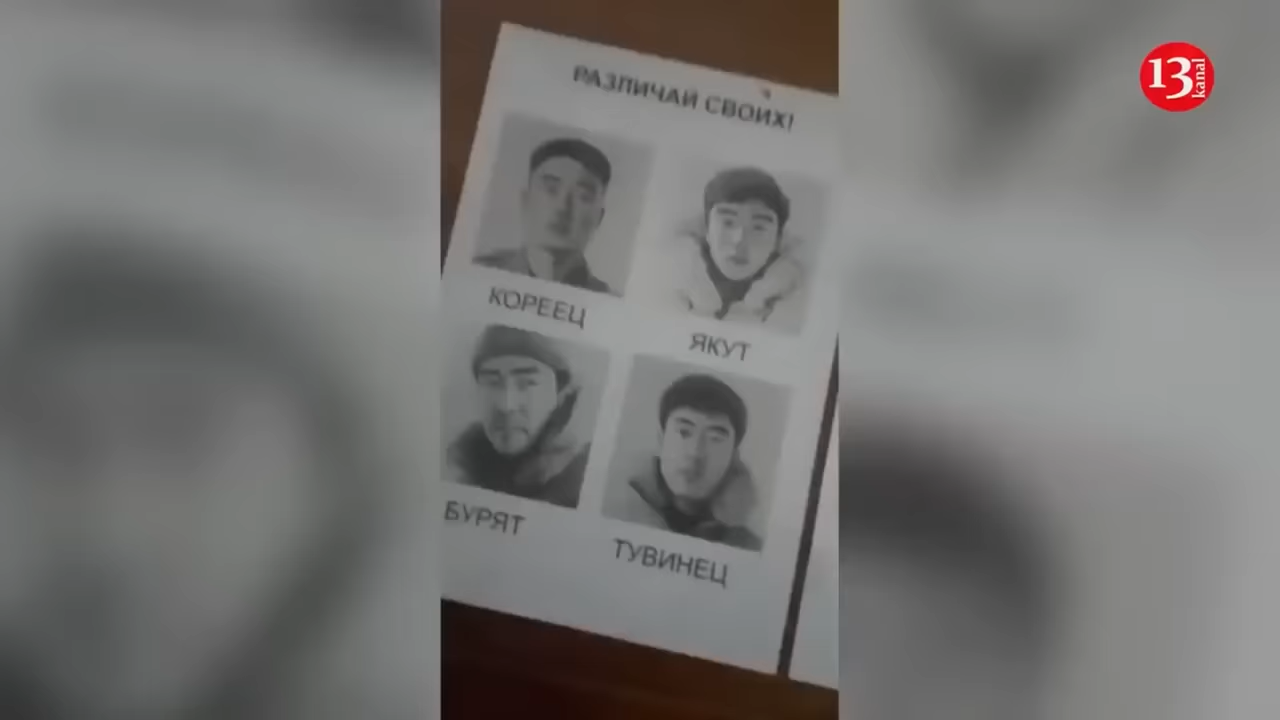 РАЗЛИЧАЙ СВОИХ!
КОРЕЕЦ
ЯКУТ
БУРЯТ
ТУВИНЕЦ
13 kanal